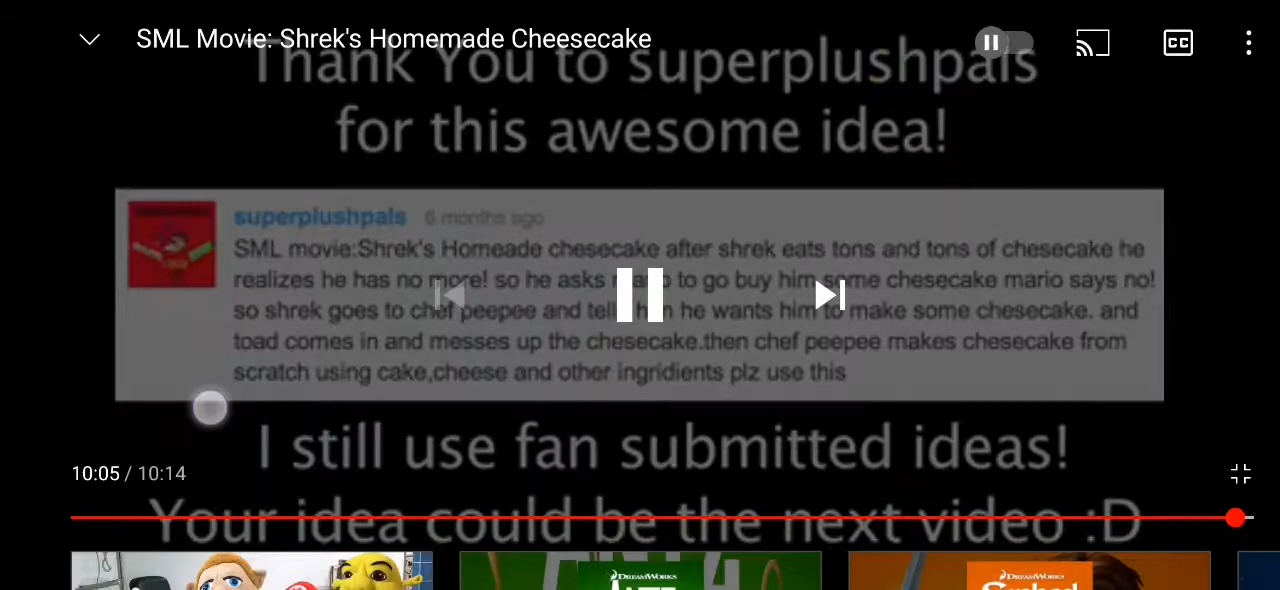 SML Movie: Shrek's Homemade Cheesecake
Thank You to superplushpals
for this awesome idea!
superplushpals 6 months ago
SML movie:Shrek's Homeade chesecake after shrek eats tons and tons of chesecake he
realizes he has no more! so he asks mario to go buy him some chesecake mario says no!
so shrek goes to chef peepee and tell him he wants him to make some chesecake. and
toad comes in and messes up the chesecake.then chef peepee makes chesecake from
scratch using cake,cheese and other ingridients plz use this
I still use fan submitted ideas!
10:05 / 10:14
Your idea could be the next video :D
DREAMWORKS
DREAMWORKS